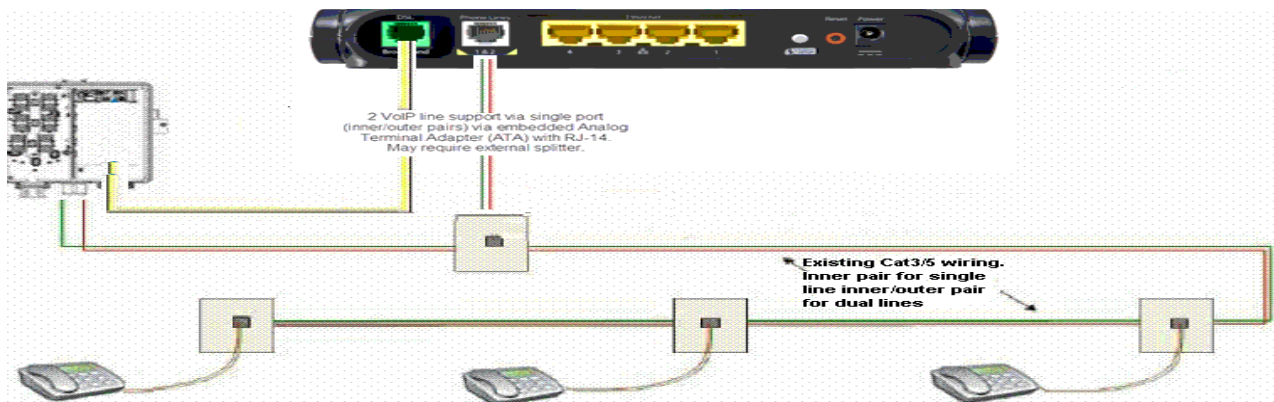 DSL Phone Lines Ethernet Reset Power
Broadband 1 & 2 4 3 2 1
2 VoIP line support via single port
(inner/outer pairs) via embedded Analog
Terminal Adapter (ATA) with RJ-14.
May require external splitter.
Existing Cat3/5 wiring.
Inner pair for single
line inner/outer pair
for dual lines